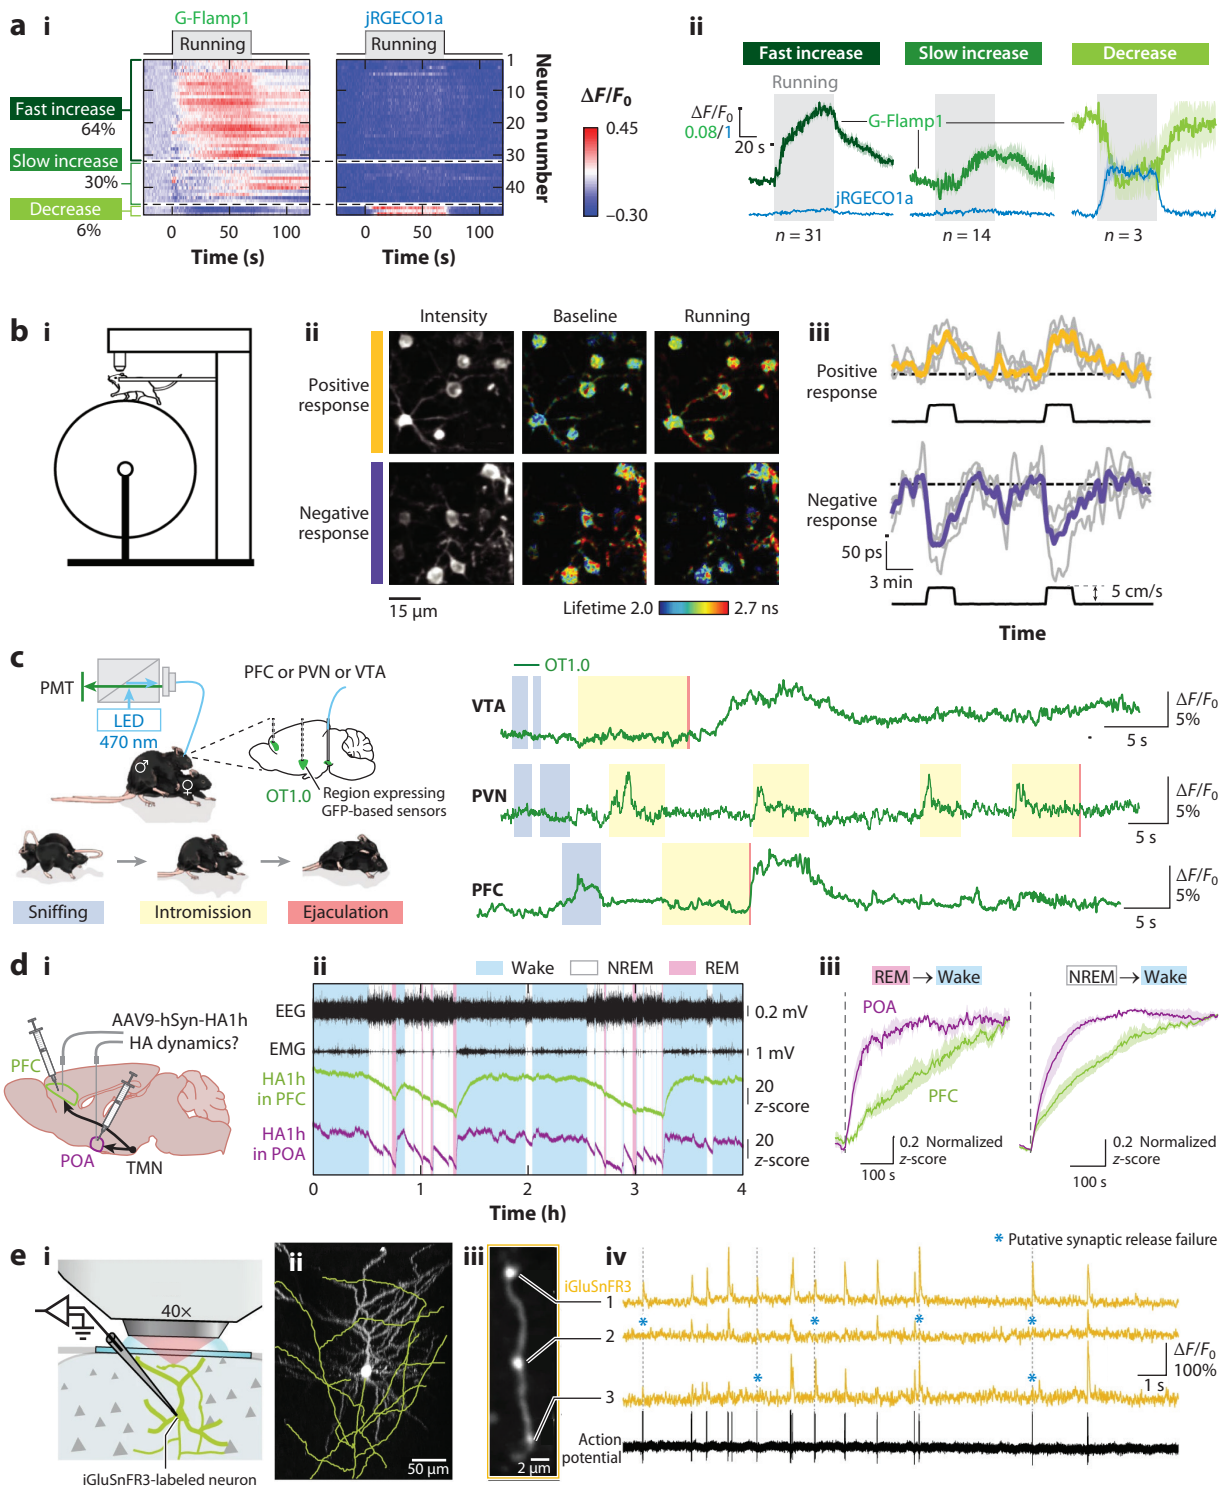 a i
G-Flamp1
Running
jRGECO1a
Running
Fast increase
64%
Slow increase
30%
Decrease
6%
1
10
20
30
40
Neuron number
0 50 100
Time (s)
0 50 100
Time (s)
ΔF/F0
0.45
–0.30
ii
Fast increase
Slow increase
Decrease
Running
ΔF/F0
0.08/1
20 s
G-Flamp1
jRGECO1a
n = 31
n = 14
n = 3
b i
ii
Intensity
Baseline
Running
Positive
response
Negative
response
15 µm
Lifetime 2.0
2.7 ns
iii
Positive
response
Negative
response
50 ps
3 min
5 cm/s
Time
c
PMT
LED
470 nm
PFC or PVN or VTA
♂
♀
OT1.0
Region expressing
GFP-based sensors
Sniffing
Intromission
Ejaculation
OT1.0
VTA
ΔF/F0
5%
5 s
PVN
ΔF/F0
5%
5 s
PFC
ΔF/F0
5%
5 s
d i
AAV9-hSyn-HA1h
HA dynamics?
PFC
POA
TMN
ii
Wake
NREM
REM
EEG
0.2 mV
EMG
1 mV
HA1h
in PFC
20
z-score
HA1h
in POA
20
z-score
0 1 2 3 4
Time (h)
iii
REM → Wake
NREM → Wake
POA
PFC
0.2 Normalized
z-score
100 s
0.2 Normalized
z-score
100 s
e i
40×
iGluSnFR3-labeled neuron
ii
50 µm
iii
2 µm
iv
* Putative synaptic release failure
iGluSnFR3
1
*
*
*
*
2
*
*
3
ΔF/F0
100%
1 s
Action
potential